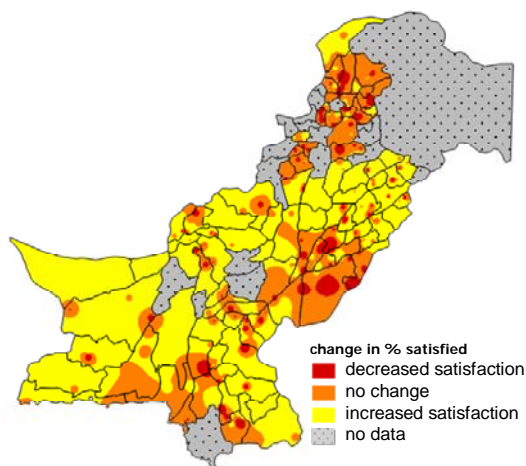 change in % satisfied
decreased satisfaction
no change
increased satisfaction
no data